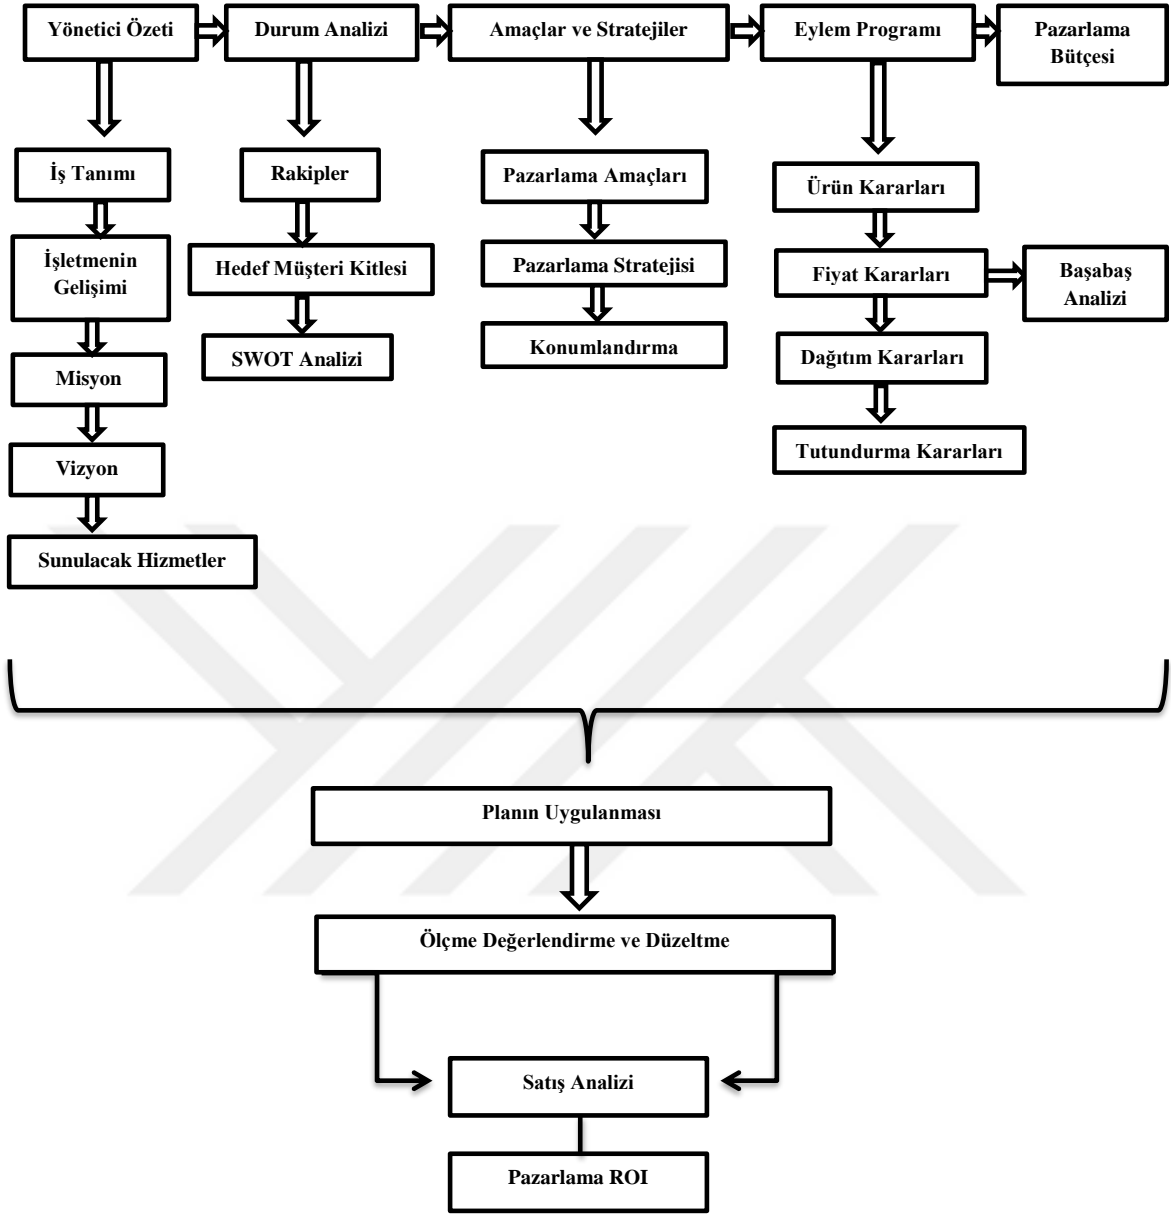 Yönetici Özeti
Durum Analizi
Amaçlar ve Stratejiler
Eylem Programı
Pazarlama
Bütçesi
İş Tanımı
İşletmenin
Gelişimi
Misyon
Vizyon
Sunulacak Hizmetler
Rakipler
Hedef Müşteri Kitlesi
SWOT Analizi
Pazarlama Amaçları
Pazarlama Stratejisi
Konumlandırma
Ürün Kararları
Fiyat Kararları
Başabaş
Analizi
Dağıtım Kararları
Tutundurma Kararları
Planın Uygulanması
Ölçme Değerlendirme ve Düzeltme
Satış Analizi
Pazarlama ROI